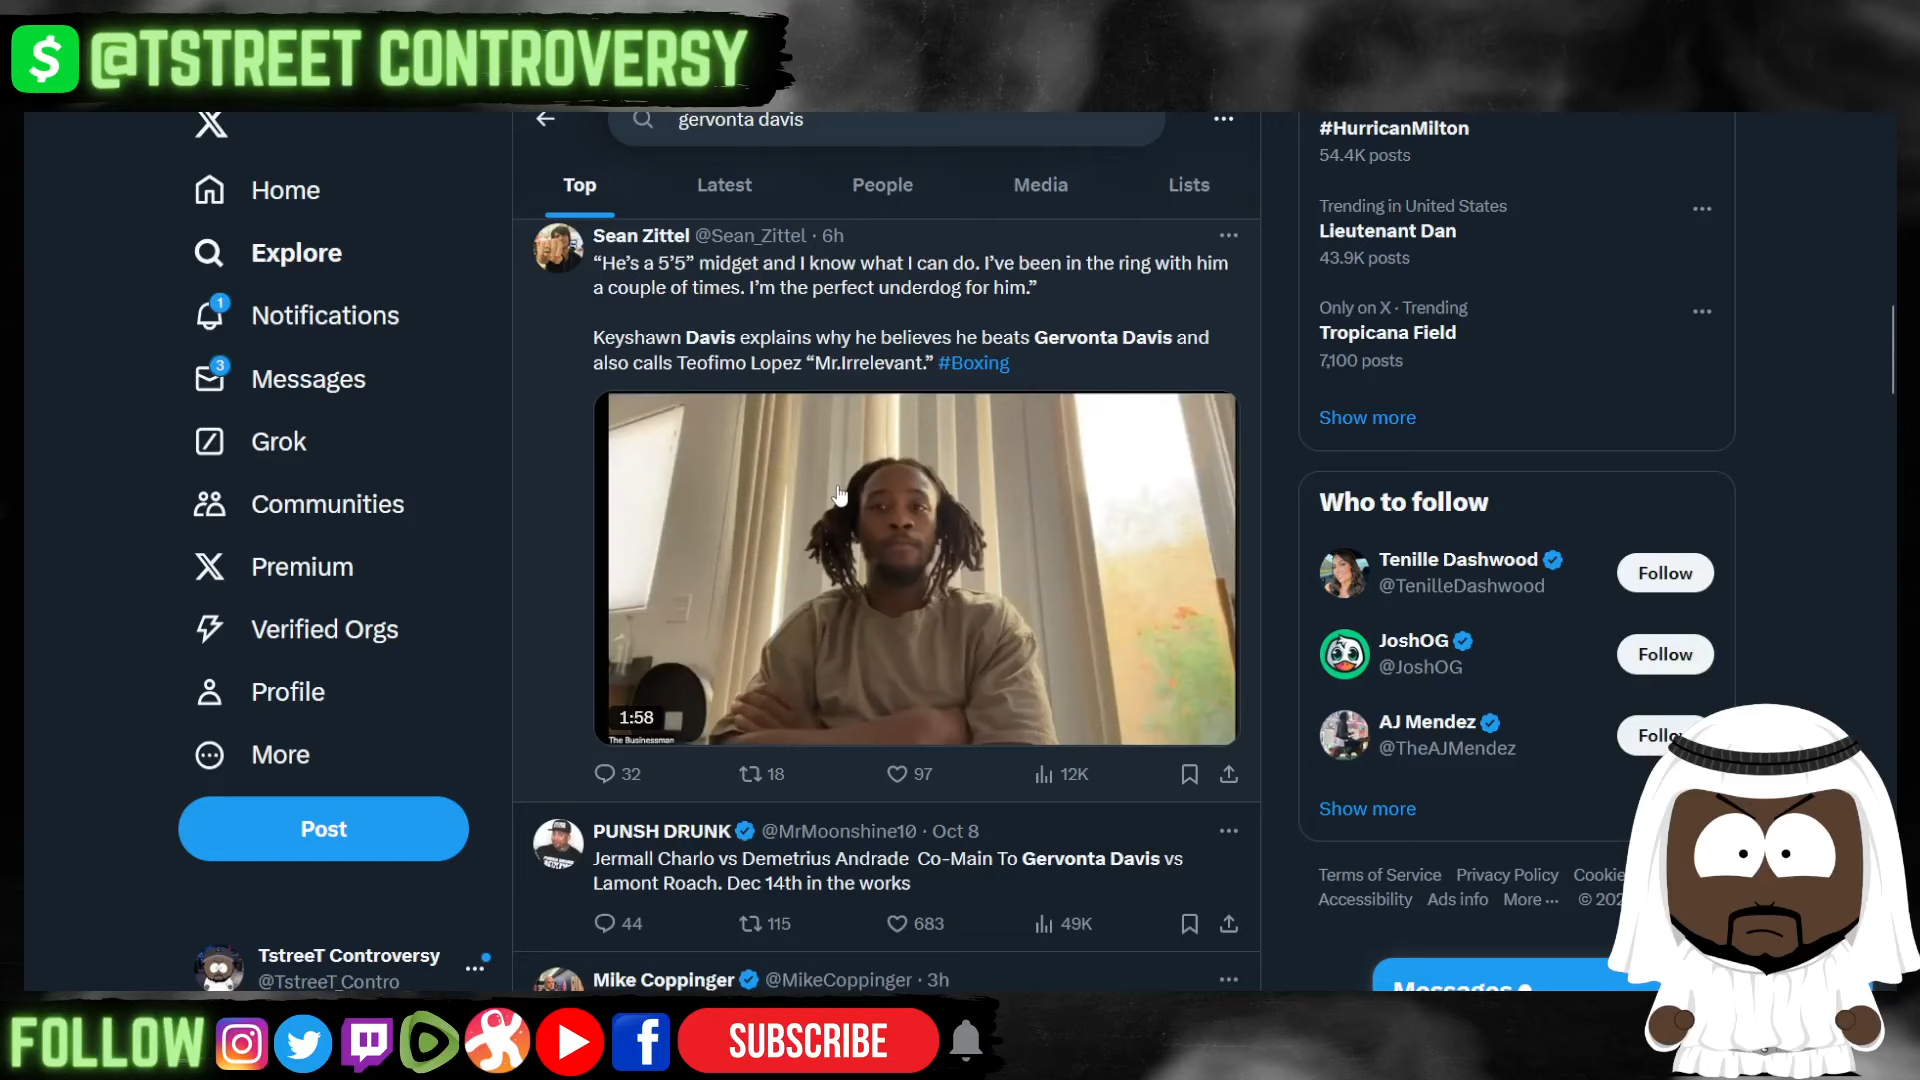 $ @TSTREET CONTROVERSY
X
Home
Explore
1
Notifications
3
Messages
Grok
Communities
Premium
Verified Orgs
Profile
More
Post
TstreeT Controversy
@TstreeT_Contro
gervonta davis
Top Latest People Media Lists
Sean Zittel @Sean_Zittel · 6h
“He’s a 5’5” midget and I know what I can do. I’ve been in the ring with him
a couple of times. I’m the perfect underdog for him.”
Keyshawn Davis explains why he believes he beats Gervonta Davis and
also calls Teofimo Lopez “Mr.Irrelevant.” #Boxing
1:58
The Businessman
32 18 97 12K
PUNSH DRUNK @MrMoonshine10 · Oct 8
Jermall Charlo vs Demetrius Andrade Co-Main To Gervonta Davis vs
Lamont Roach. Dec 14th in the works
44 115 683 49K
Mike Coppinger @MikeCoppinger · 3h
#HurricanMilton
54.4K posts
Trending in United States
Lieutenant Dan
43.9K posts
Only on X · Trending
Tropicana Field
7,100 posts
Show more
Who to follow
Tenille Dashwood
@TenilleDashwood
Follow
JoshOG
@JoshOG
Follow
AJ Mendez
@TheAJMendez
Follo
Show more
Terms of Service Privacy Policy Cookie
Accessibility Ads info More ··· © 202
Messages
FOLLOW SUBSCRIBE